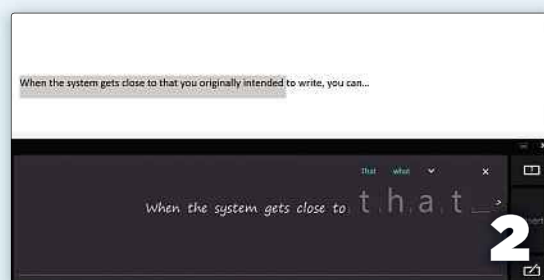 When the system gets close to that you originally intended to write, you can...
That what
When the system gets close to t h a t
2